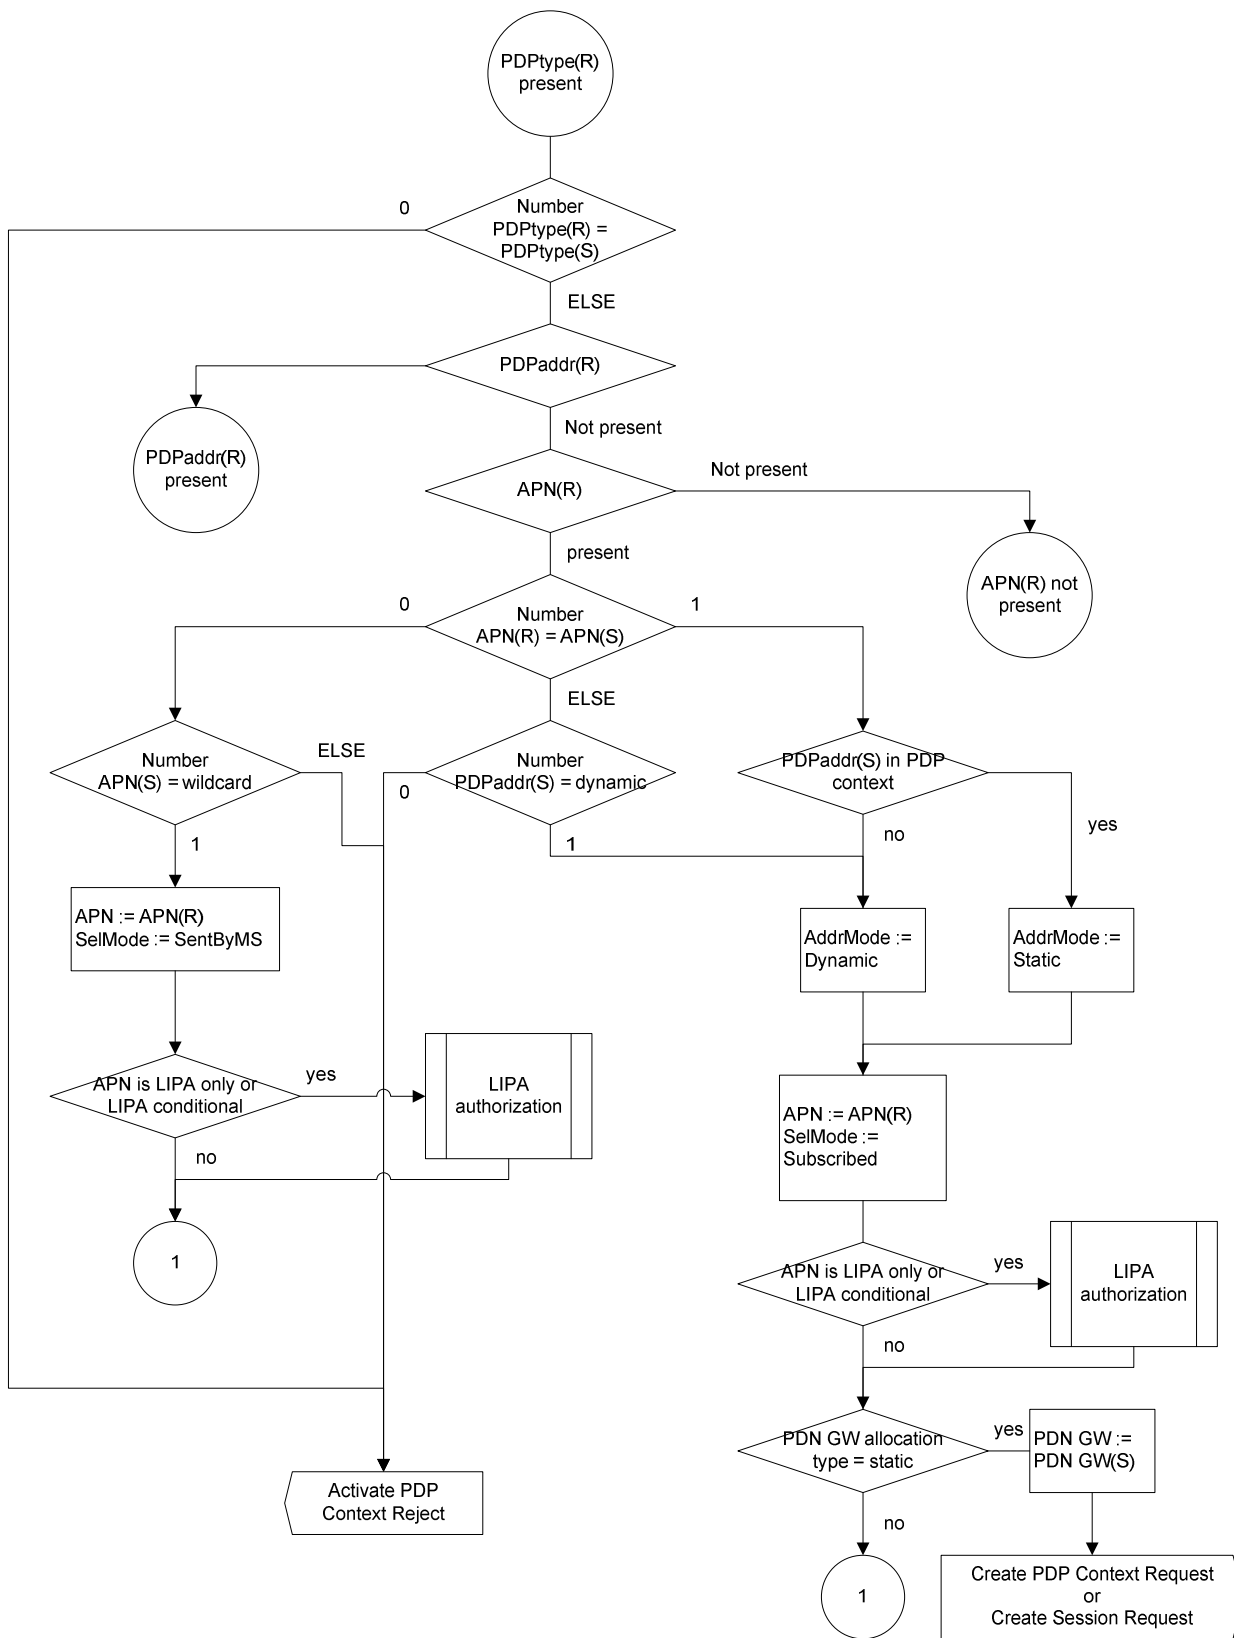 PDPtype(R)
present
0
Number
PDPtype(R) =
PDPtype(S)
ELSE
PDPaddr(R)
PDPaddr(R)
present
Not present
APN(R)
Not present
present
APN(R) not
present
0
Number
APN(R) = APN(S)
1
ELSE
Number
APN(S) = wildcard
ELSE
0
Number
PDPaddr(S) = dynamic
PDPaddr(S) in PDP
context
1
1
no
yes
APN := APN(R)
SelMode := SentByMS
AddrMode :=
Dynamic
AddrMode :=
Static
APN is LIPA only or
LIPA conditional
yes
LIPA
authorization
no
APN := APN(R)
SelMode :=
Subscribed
1
APN is LIPA only or
LIPA conditional
yes
LIPA
authorization
no
PDN GW allocation
type = static
yes
PDN GW :=
PDN GW(S)
Activate PDP
Context Reject
no
1
Create PDP Context Request
or
Create Session Request